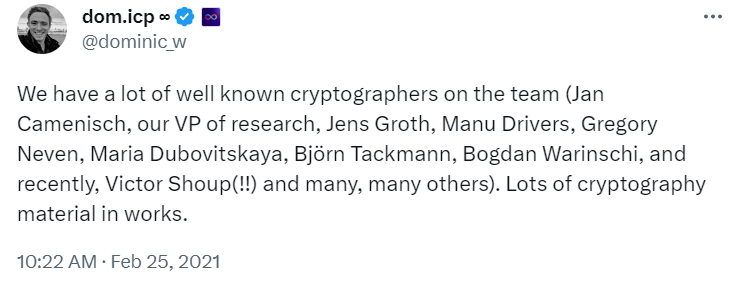 dom.icp ∞
@dominic_w
We have a lot of well known cryptographers on the team (Jan
Camenisch, our VP of research, Jens Groth, Manu Drivers, Gregory
Neven, Maria Dubovitskaya, Björn Tackmann, Bogdan Warinschi, and
recently, Victor Shoup(!!) and many, many others). Lots of cryptography
material in works.
10:22 AM · Feb 25, 2021